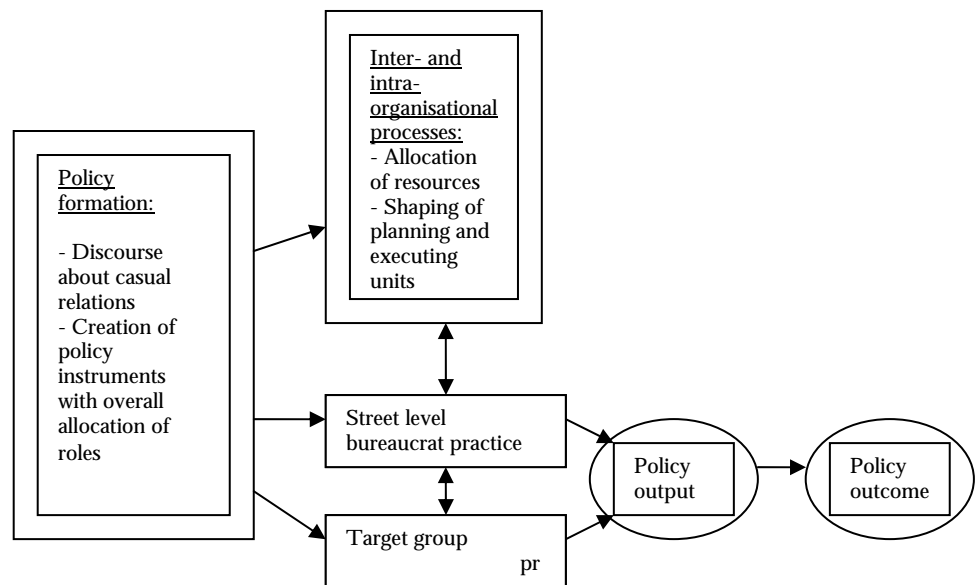 Policy
formation:
- Discourse
about casual
relations
- Creation of
policy
instruments
with overall
allocation of
roles
Inter- and
intra-
organisational
processes:
- Allocation
of resources
- Shaping of
planning and
executing
units
Street level
bureaucrat practice
Target group
pr
Policy
output
Policy
outcome